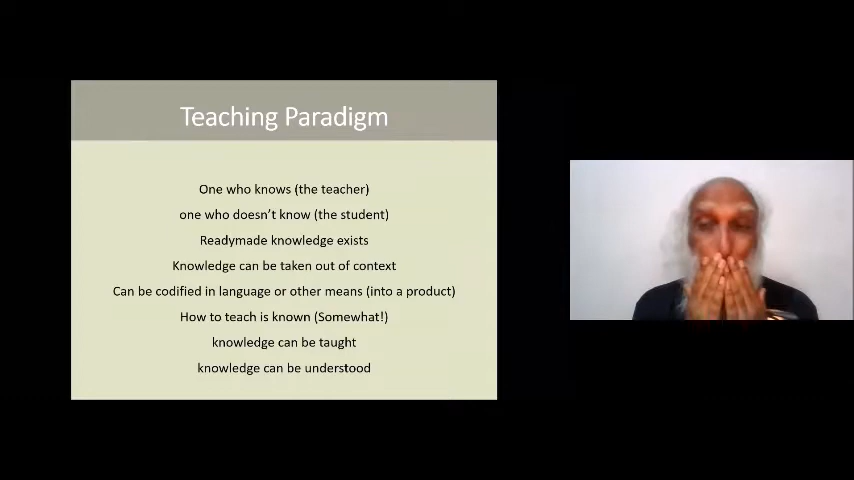 Teaching Paradigm
One who knows (the teacher)
one who doesn't know (the student)
Readymade knowledge exists
Knowledge can be taken out of context
Can be codified in language or other means (into a product)
How to teach is known (Somewhat!)
knowledge can be taught
knowledge can be understood